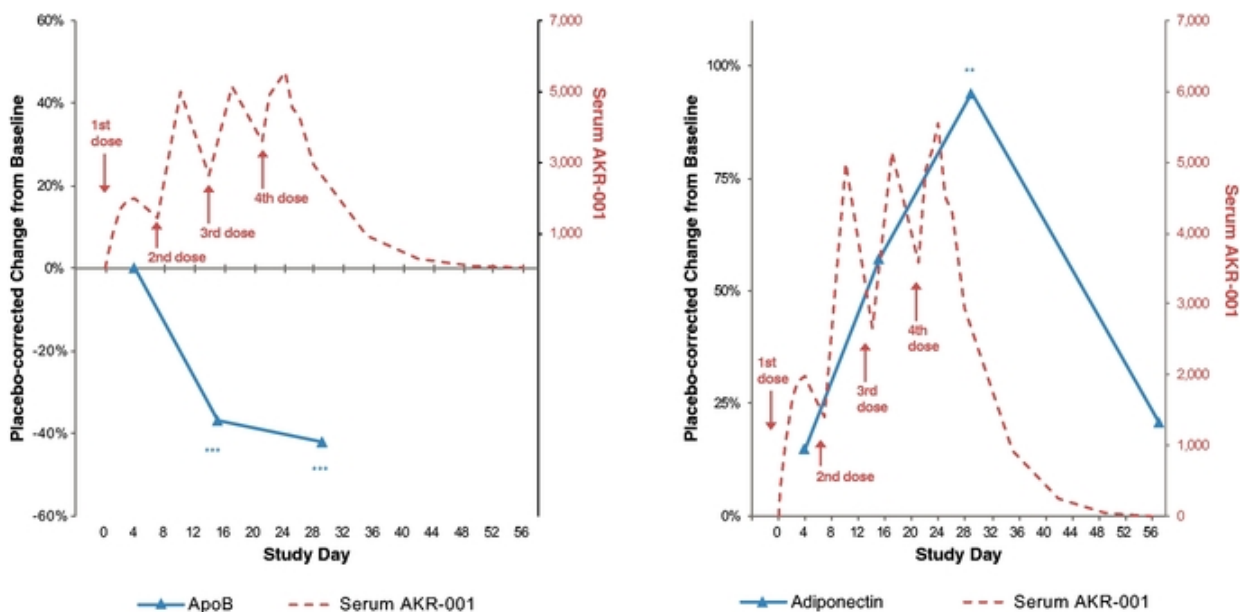 60%
40%
20%
0%
-20%
-40%
-60%
Placebo-corrected Change from Baseline
1st
dose
2nd dose
3rd dose
4th dose
***
***
7,000
5,000
3,000
1,000
Serum AKR-001
0 4 8 12 16 20 24 28 32 36 40 44 48 52 56
Study Day
ApoB
Serum AKR-001
100%
75%
50%
25%
0%
Placebo-corrected Change from Baseline
1st
dose
2nd dose
3rd
dose
4th
dose
**
7,000
6,000
5,000
4,000
3,000
2,000
1,000
0
Serum AKR-001
0 4 8 12 16 20 24 28 32 36 40 44 48 52 56
Study Day
Adiponectin
Serum AKR-001